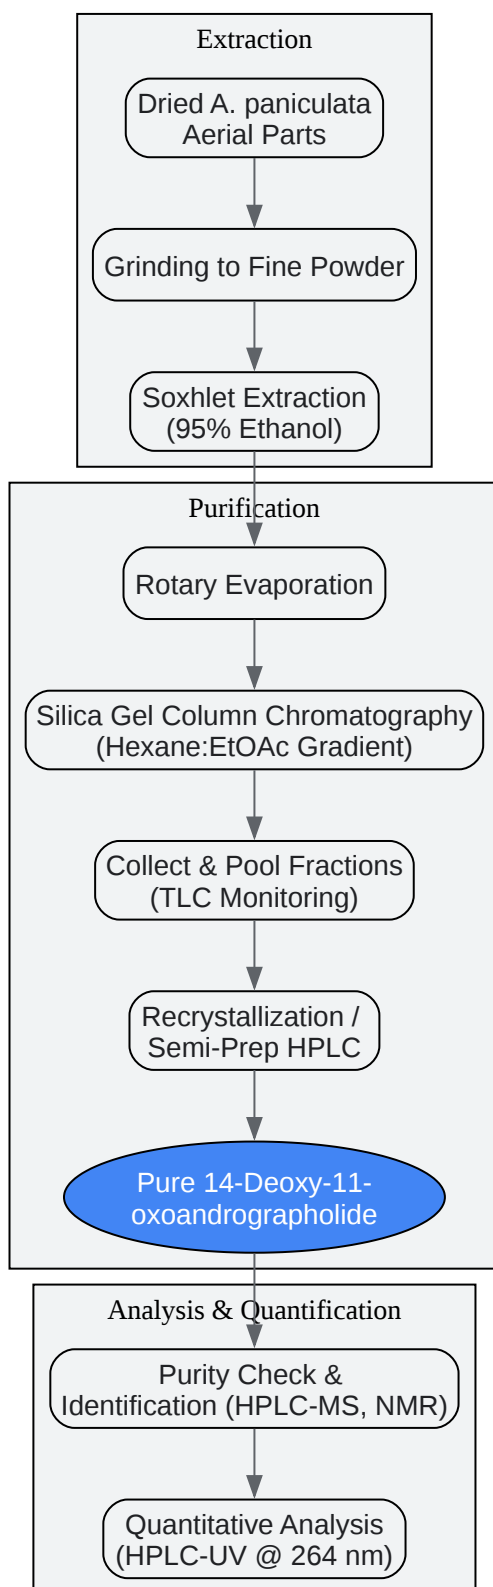 Extraction
Dried A. paniculata
Aerial Parts
Grinding to Fine Powder
Soxhlet Extraction
(95% Ethanol)
Purification
Rotary Evaporation
Silica Gel Column Chromatography
(Hexane:EtOAc Gradient)
Collect & Pool Fractions
(TLC Monitoring)
Recrystallization /
Semi-Prep HPLC
Pure 14-Deoxy-11-
oxoandrographolide
Analysis & Quantification
Purity Check &
Identification (HPLC-MS, NMR)
Quantitative Analysis
(HPLC-UV @ 264 nm)